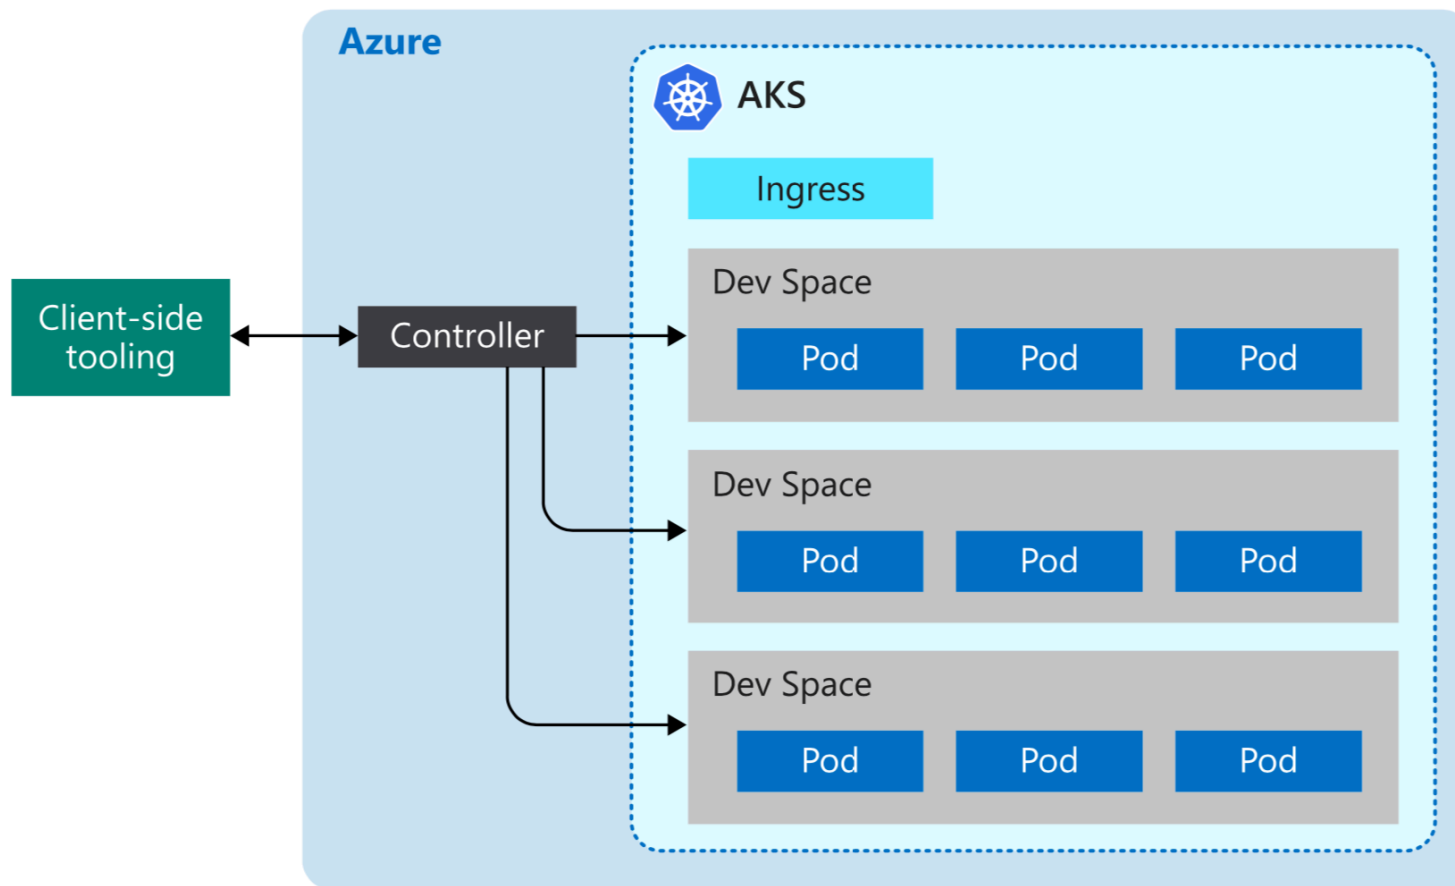 Azure
AKS
Ingress
Client-side
tooling
Controller
Dev Space
Pod Pod Pod
Dev Space
Pod Pod Pod
Dev Space
Pod Pod Pod